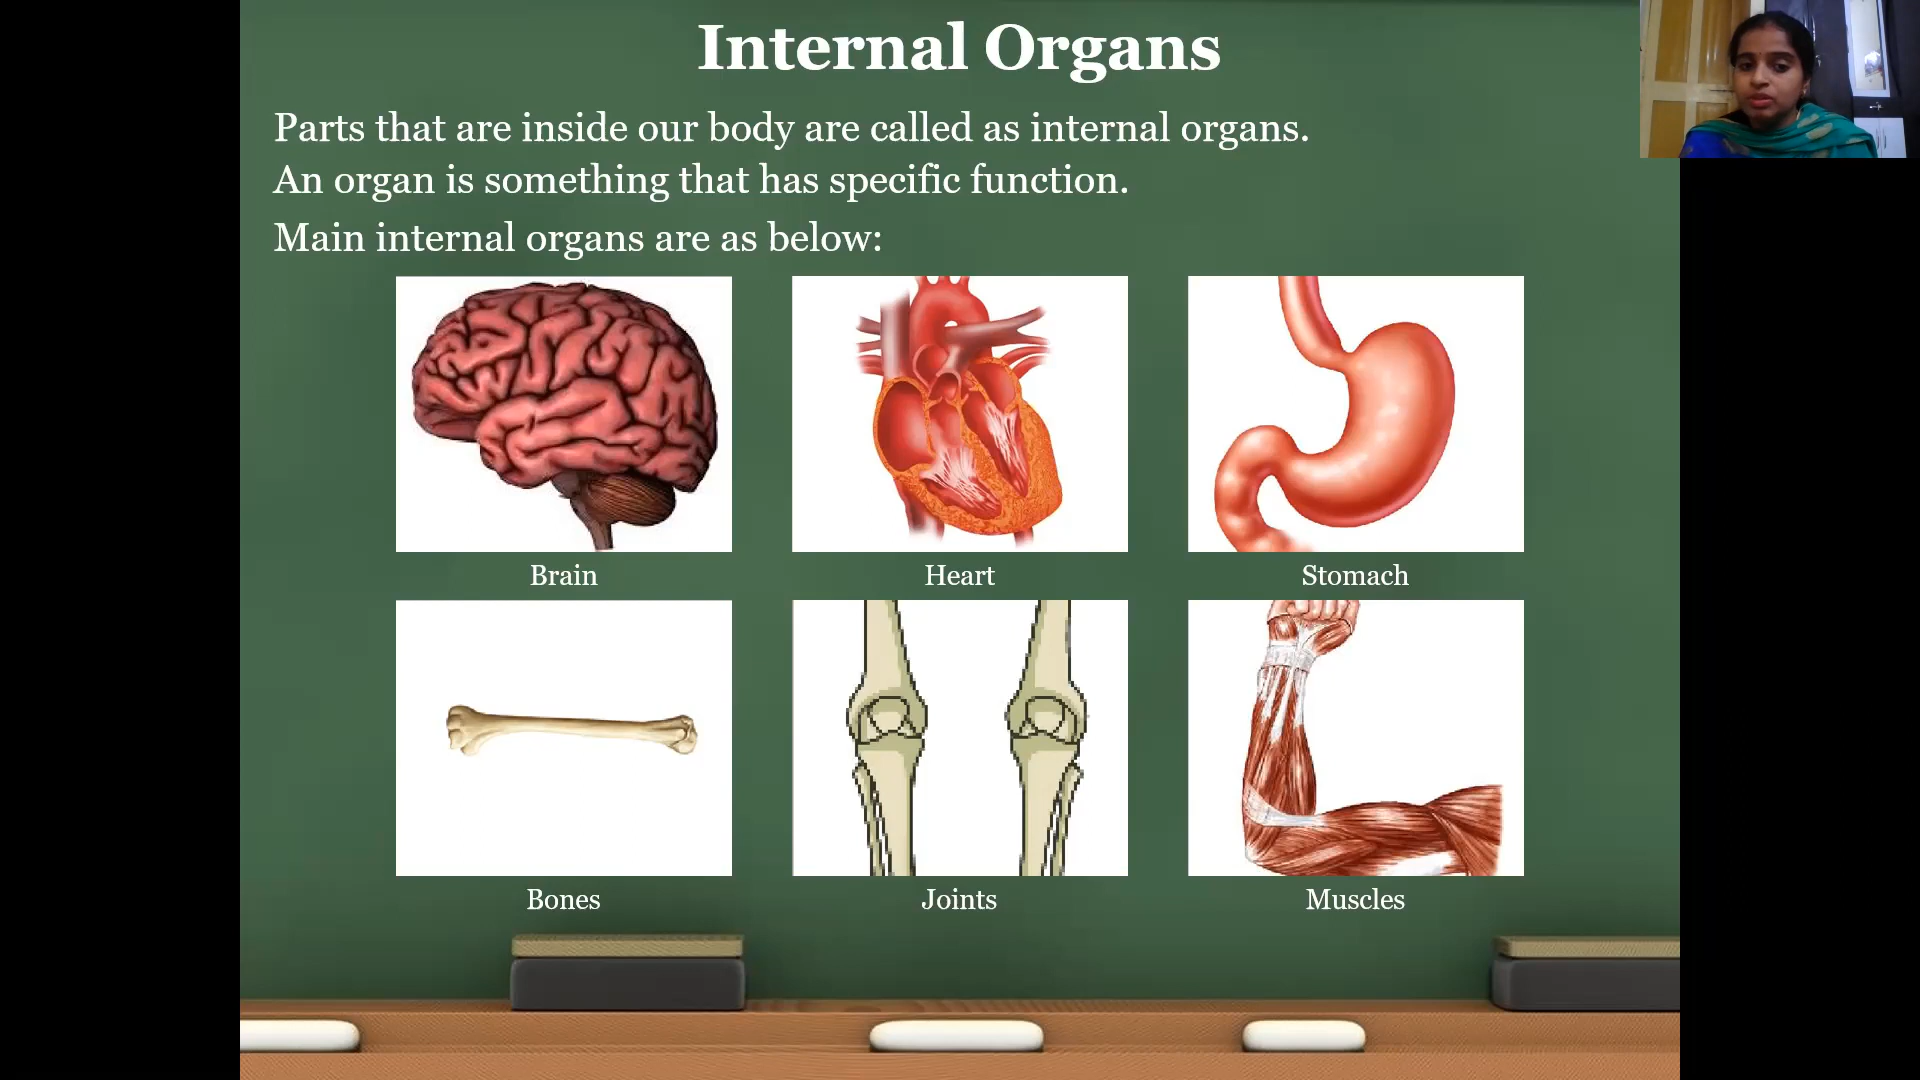 Internal Organs
Parts that are inside our body are called as internal organs.
An organ is something that has specific function.
Main internal organs are as below:
Brain
Heart
Stomach
Bones
Joints
Muscles